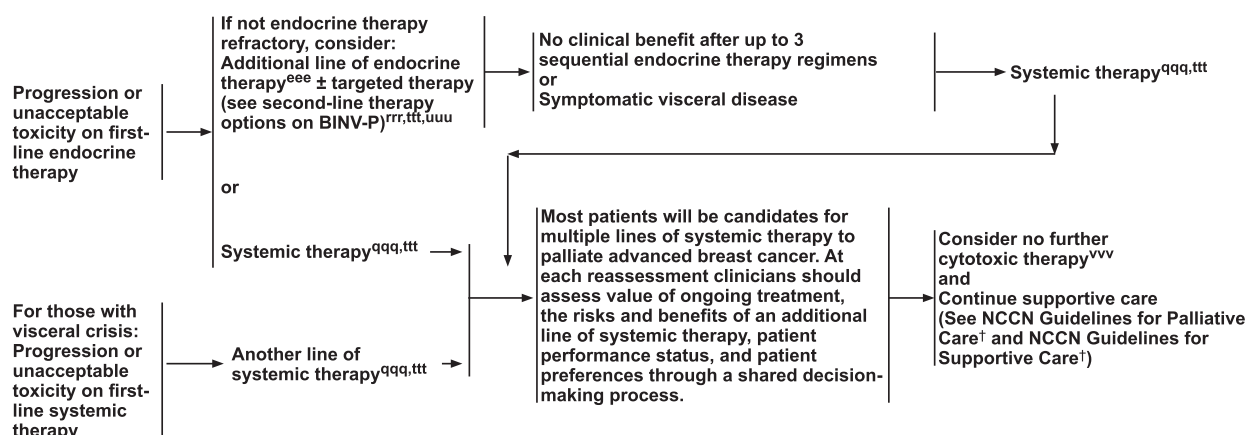 Progression or
unacceptable
toxicity on first-
line endocrine
therapy
If not endocrine therapy
refractory, consider:
Additional line of endocrine
therapyᵉᵉᵉ ± targeted therapy
(see second-line therapy
options on BINV-P)ʳʳʳ,ᵗᵗᵗ,ᵘᵘᵘ
or
Systemic therapyqqq,ttt
No clinical benefit after up to 3
sequential endocrine therapy regimens
or
Symptomatic visceral disease
Systemic therapyqqq,ttt
For those with
visceral crisis:
Progression or
unacceptable
toxicity on first-
line systemic
therapy
Another line of
systemic therapyqqq,ttt
Most patients will be candidates for
multiple lines of systemic therapy to
palliate advanced breast cancer. At
each reassessment clinicians should
assess value of ongoing treatment,
the risks and benefits of an additional
line of systemic therapy, patient
performance status, and patient
preferences through a shared decision-
making process.
Consider no further
cytotoxic therapyᵛᵛᵛ
and
Continue supportive care
(See NCCN Guidelines for Palliative
Care† and NCCN Guidelines for
Supportive Care†)